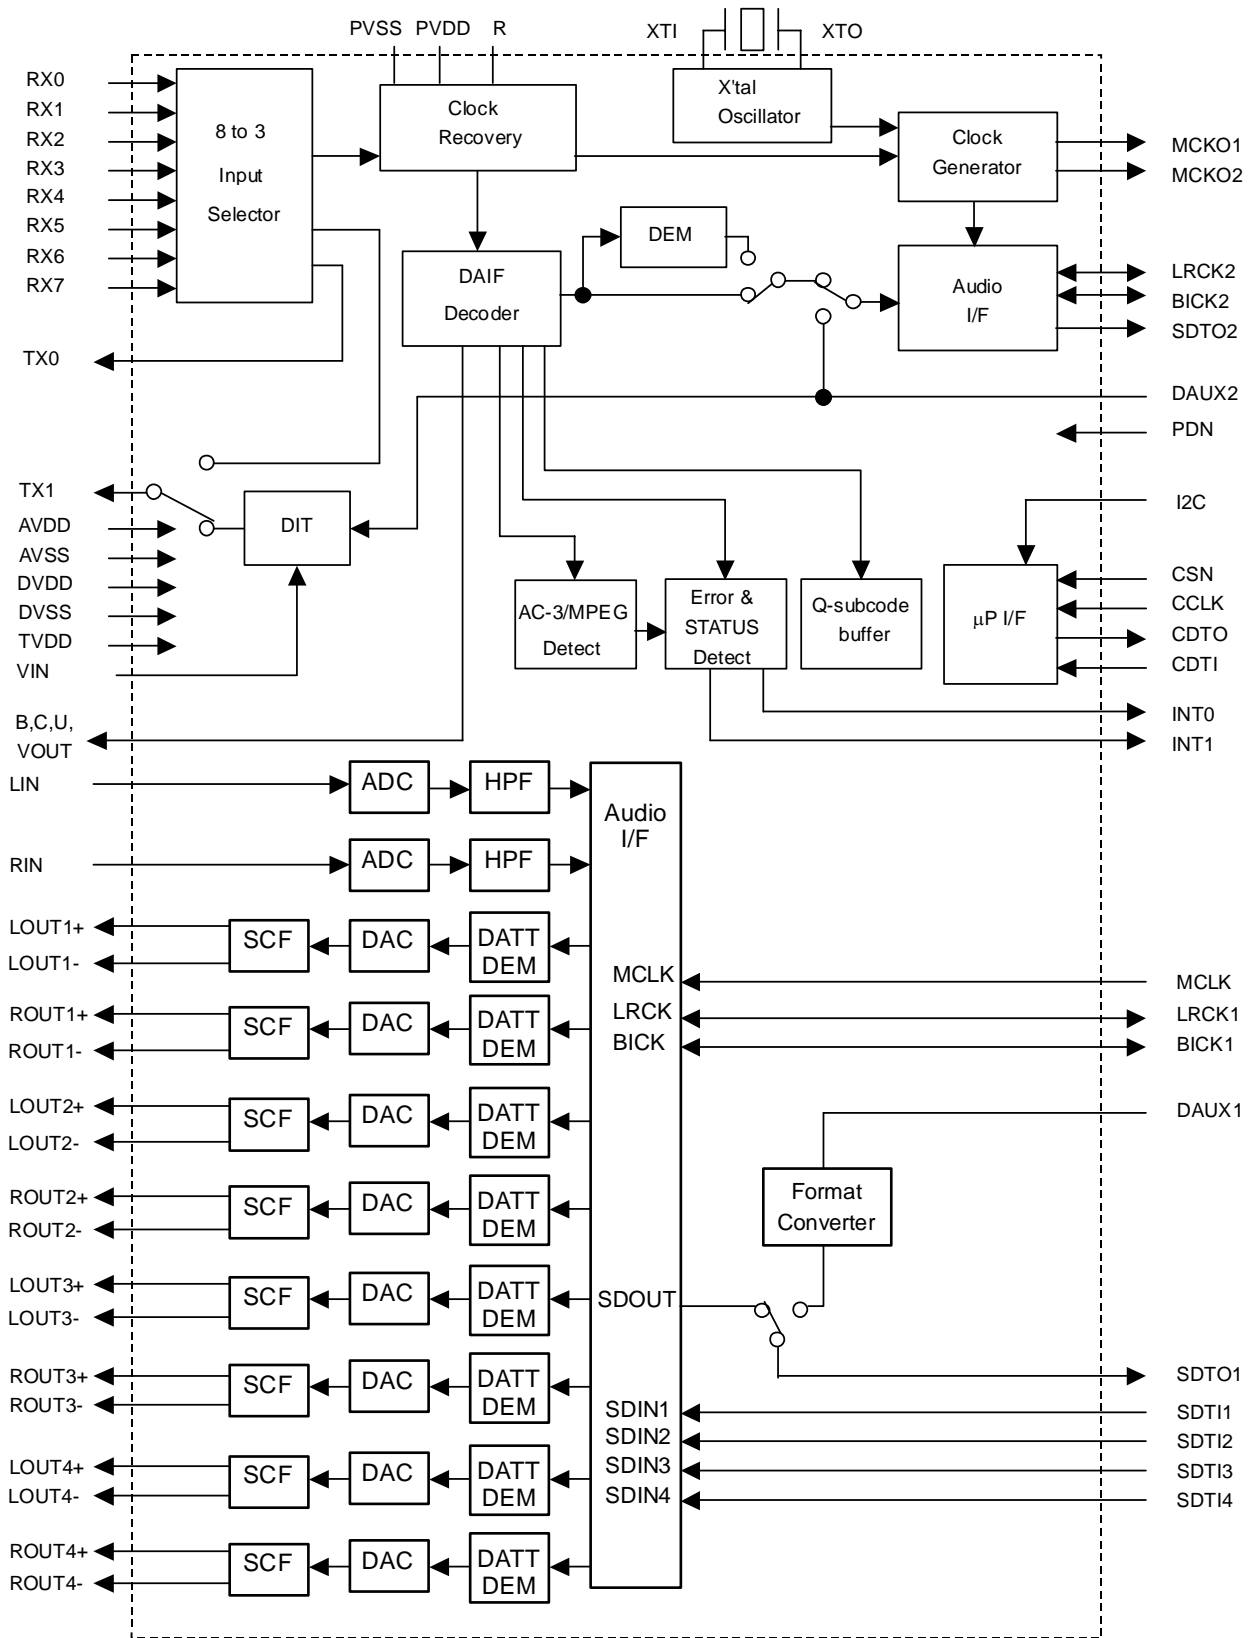 PVSS PVDD R
XTI XTO
RX0
RX1
RX2
RX3
RX4
RX5
RX6
RX7
8 to 3
Input
Selector
Clock
Recovery
X'tal
Oscillator
Clock
Generator
MCKO1
MCKO2
DEM
DAIF
Decoder
Audio
I/F
LRCK2
BICK2
SDTO2
TX0
DAUX2
PDN
TX1
AVDD
AVSS
DVDD
DVSS
TVDD
VIN
DIT
I2C
AC-3/MPEG
Detect
Error &
STATUS
Detect
Q-subcode
buffer
µP I/F
CSN
CCLK
CDTO
CDTI
INT0
INT1
B,C,U,
VOUT
LIN
ADC
HPF
Audio
I/F
RIN
ADC
HPF
LOUT1+
LOUT1-
SCF
DAC
DATT
DEM
MCLK
MCLK
ROUT1+
ROUT1-
SCF
DAC
DATT
DEM
LRCK
LRCK1
BICK
BICK1
LOUT2+
LOUT2-
SCF
DAC
DATT
DEM
DAUX1
ROUT2+
ROUT2-
SCF
DAC
DATT
DEM
Format
Converter
LOUT3+
LOUT3-
SCF
DAC
DATT
DEM
SDOUT
ROUT3+
ROUT3-
SCF
DAC
DATT
DEM
SDTO1
SDIN1
SDTI1
SDIN2
SDTI2
SDIN3
SDTI3
SDIN4
SDTI4
LOUT4+
LOUT4-
SCF
DAC
DATT
DEM
ROUT4+
ROUT4-
SCF
DAC
DATT
DEM